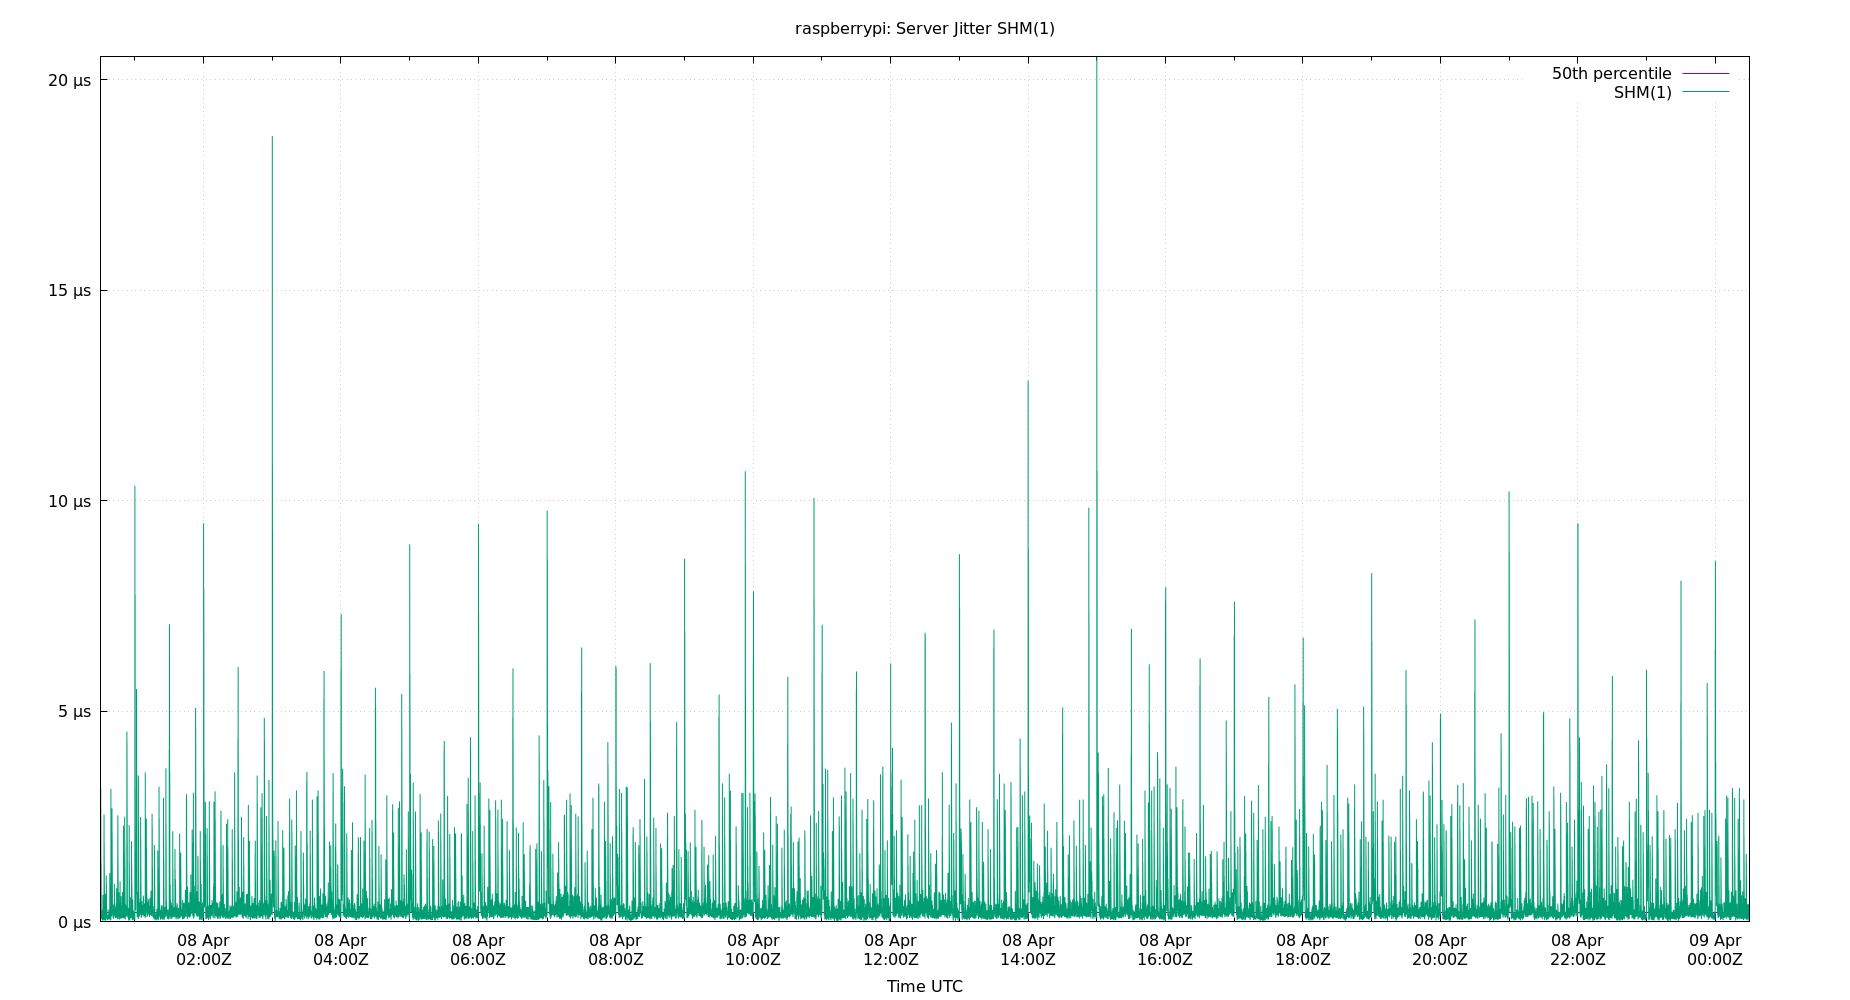 raspberrypi: Server Jitter SHM(1)
20 µs
15 µs
10 µs
5 µs
0 µs
50th percentile
SHM(1)
08 Apr 08 Apr 08 Apr 08 Apr 08 Apr 08 Apr 08 Apr 08 Apr 08 Apr 08 Apr 08 Apr 09 Apr
02:00Z 04:00Z 06:00Z 08:00Z 10:00Z 12:00Z 14:00Z 16:00Z 18:00Z 20:00Z 22:00Z 00:00Z
Time UTC